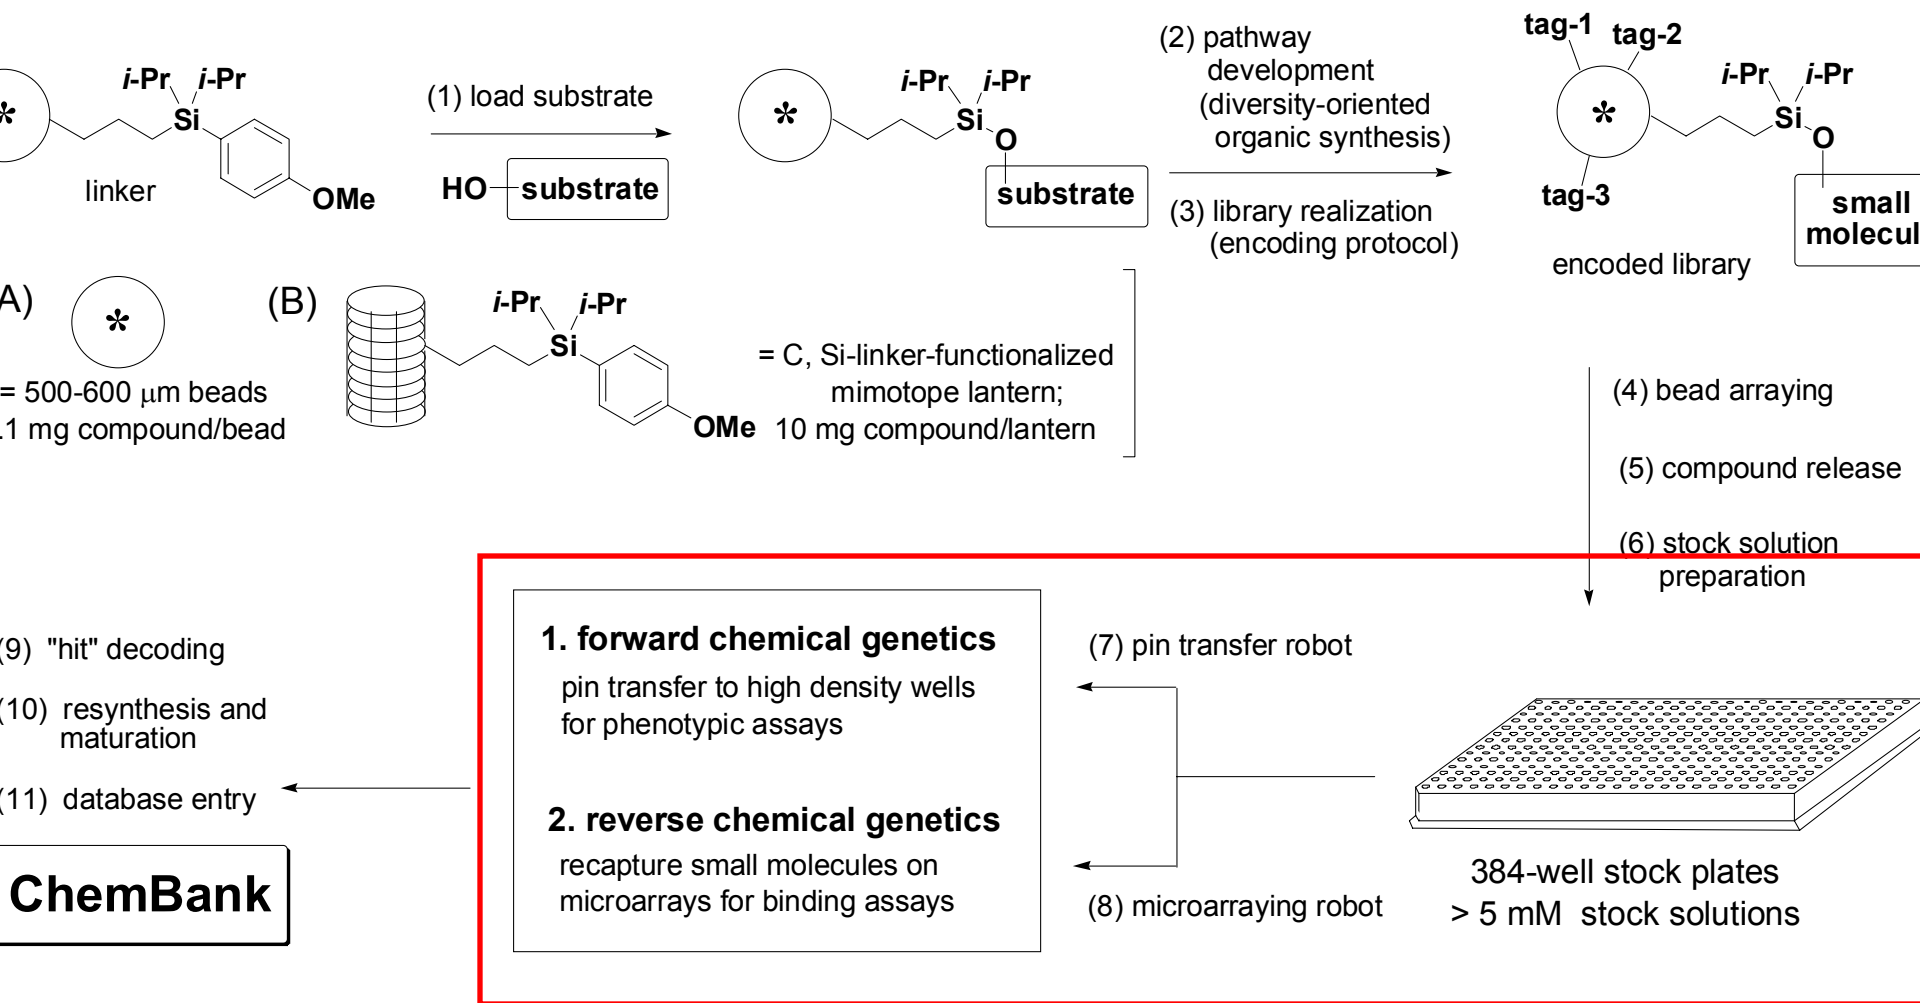 i-Pr i-Pr
Si
OMe
linker
*
(1) load substrate
HO substrate
*
i-Pr i-Pr
Si
O
substrate
(2) pathway
development
(diversity-oriented
organic synthesis)
(3) library realization
(encoding protocol)
tag-1
tag-2
tag-3
*
i-Pr i-Pr
Si
O
small
molecul
encoded library
A)
*
= 500-600 μm beads
.1 mg compound/bead
(B)
i-Pr i-Pr
Si
OMe
= C, Si-linker-functionalized
mimotope lantern;
10 mg compound/lantern
(4) bead arraying
(5) compound release
(6) stock solution
preparation
384-well stock plates
> 5 mM stock solutions
(7) pin transfer robot
(8) microarraying robot
1. forward chemical genetics
pin transfer to high density wells
for phenotypic assays
2. reverse chemical genetics
recapture small molecules on
microarrays for binding assays
(9) "hit" decoding
(10) resynthesis and
maturation
(11) database entry
ChemBank